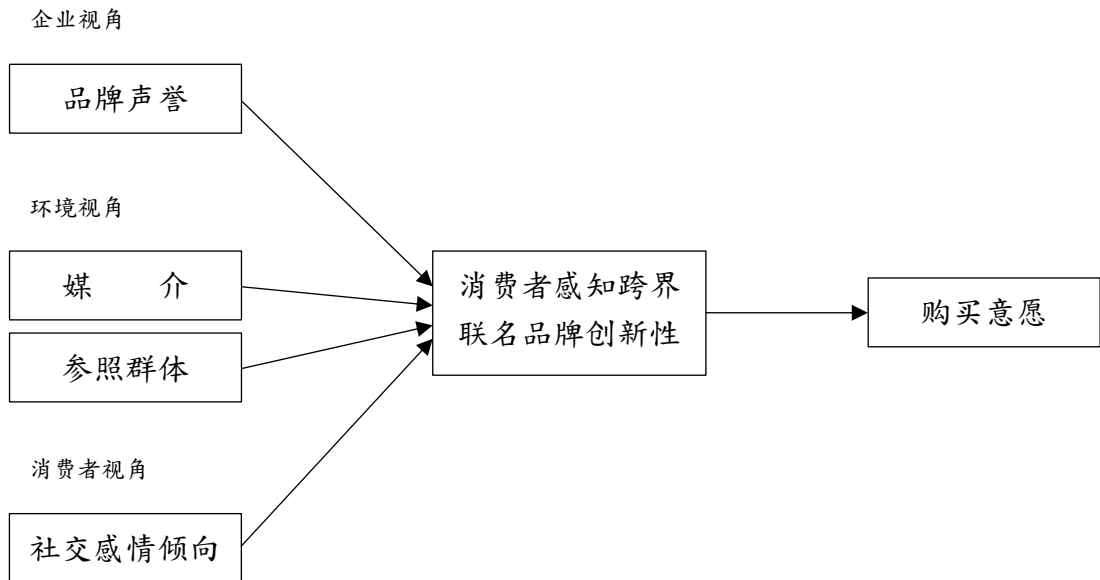 企业视角
品牌声誉
环境视角
媒 介
参照群体
消费者视角
社交感情倾向
消费者感知跨界
联名品牌创新性
购买意愿